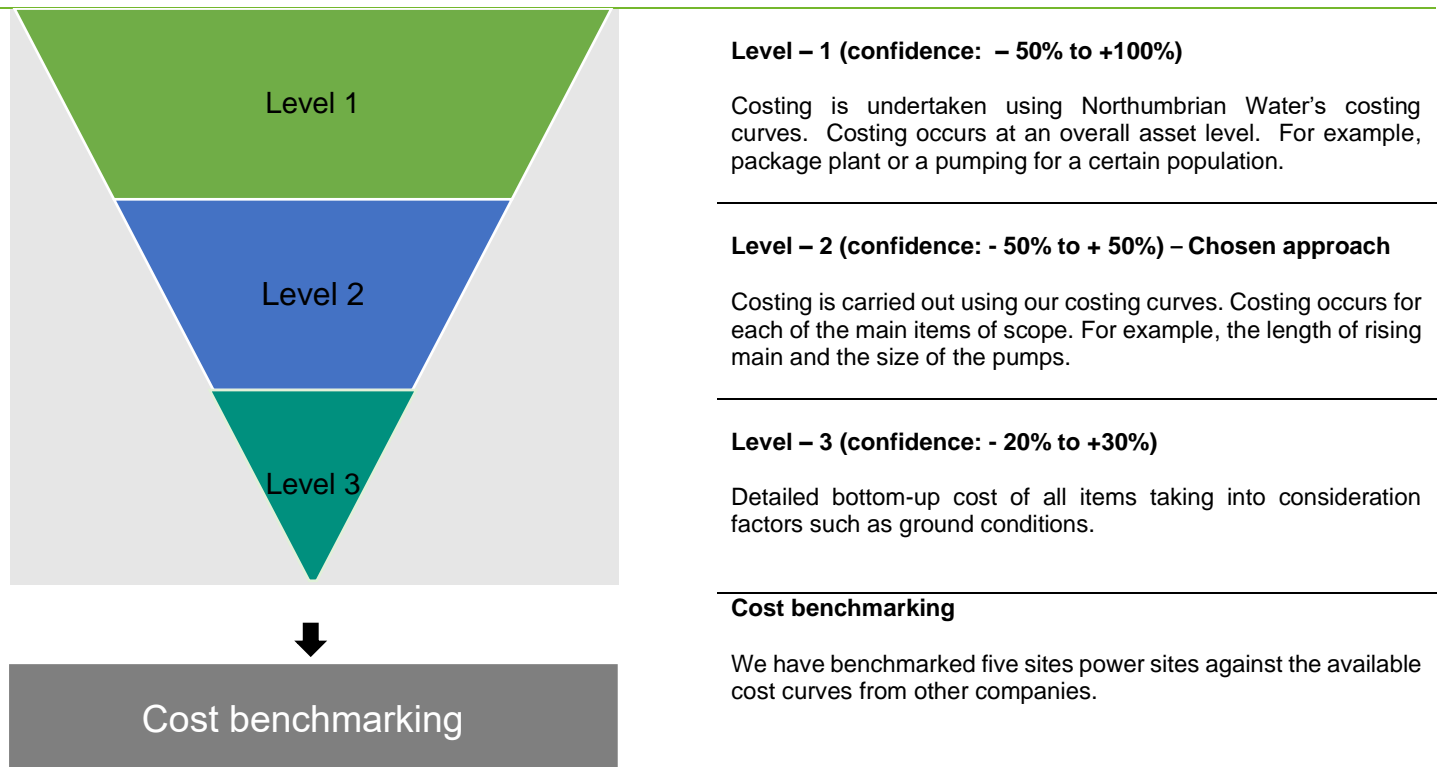 Level 1
Level 2
Level 3
Cost benchmarking
Level – 1 (confidence:  – 50% to +100%)
Costing is undertaken using Northumbrian Water’s costing
curves.  Costing occurs at an overall asset level.  For example,
package plant or a pumping for a certain population.
Level – 2 (confidence: - 50% to + 50%) – Chosen approach
Costing is carried out using our costing curves. Costing occurs for
each of the main items of scope. For example, the length of rising
main and the size of the pumps.
Level – 3 (confidence: - 20% to +30%)
Detailed bottom-up cost of all items taking into consideration
factors such as ground conditions.
Cost benchmarking
We have benchmarked five sites power sites against the available
cost curves from other companies.